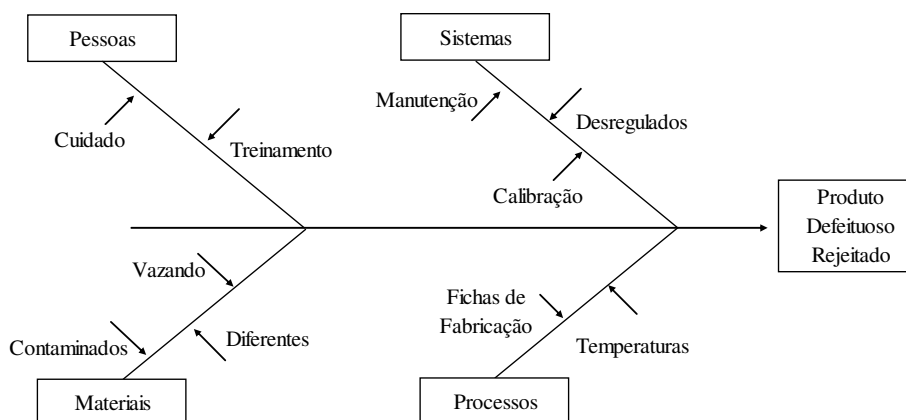 Pessoas
Sistemas
Manutenção
Cuidado
Treinamento
Desregulados
Calibração
Produto
Defeituoso
Rejeitado
Vazando
Fichas de
Fabricação
Contaminados
Diferentes
Temperaturas
Materiais
Processos